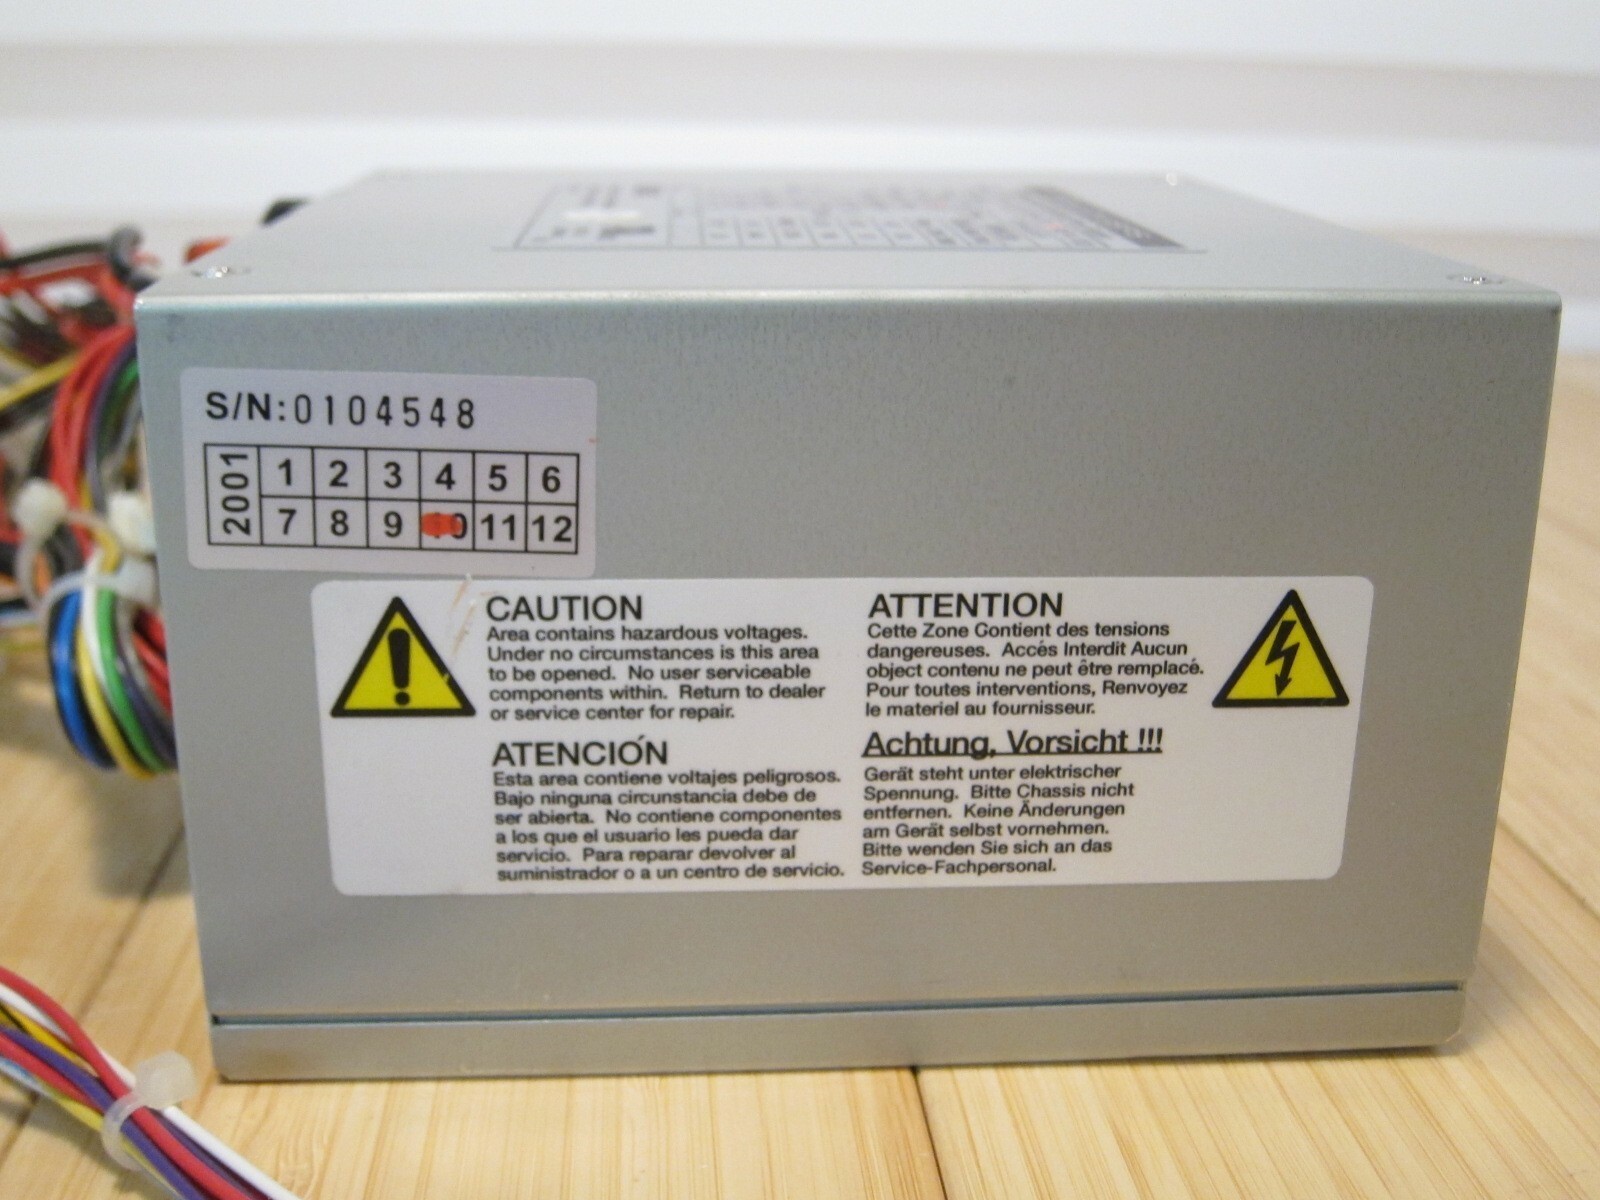 S/N:0104548
2001 1 2 3 4 5 6
7 8 9 10 11 12
CAUTION
Area contains hazardous voltages.
Under no circumstances is this area
to be opened. No user serviceable
components within. Return to dealer
or service center for repair.
ATENCIÓN
Esta area contiene voltajes peligrosos.
Bajo ninguna circunstancia debe de
ser abierta. No contiene componentes
a los que el usuario les pueda dar
servicio. Para reparar devolver al
suministrador o a un centro de servicio.
ATTENTION
Cette Zone Contient des tensions
dangereuses. Accés Interdit Aucun
object contenu ne peut être remplacé.
Pour toutes interventions, Renvoyez
le materiel au fournisseur.
Achtung, Vorsicht !!!
Gerät steht unter elektrischer
Spennung. Bitte Chassis nicht
entfernen. Keine Änderungen
am Gerät selbst vornehmen.
Bitte wenden Sie sich an das
Service-Fachpersonal.